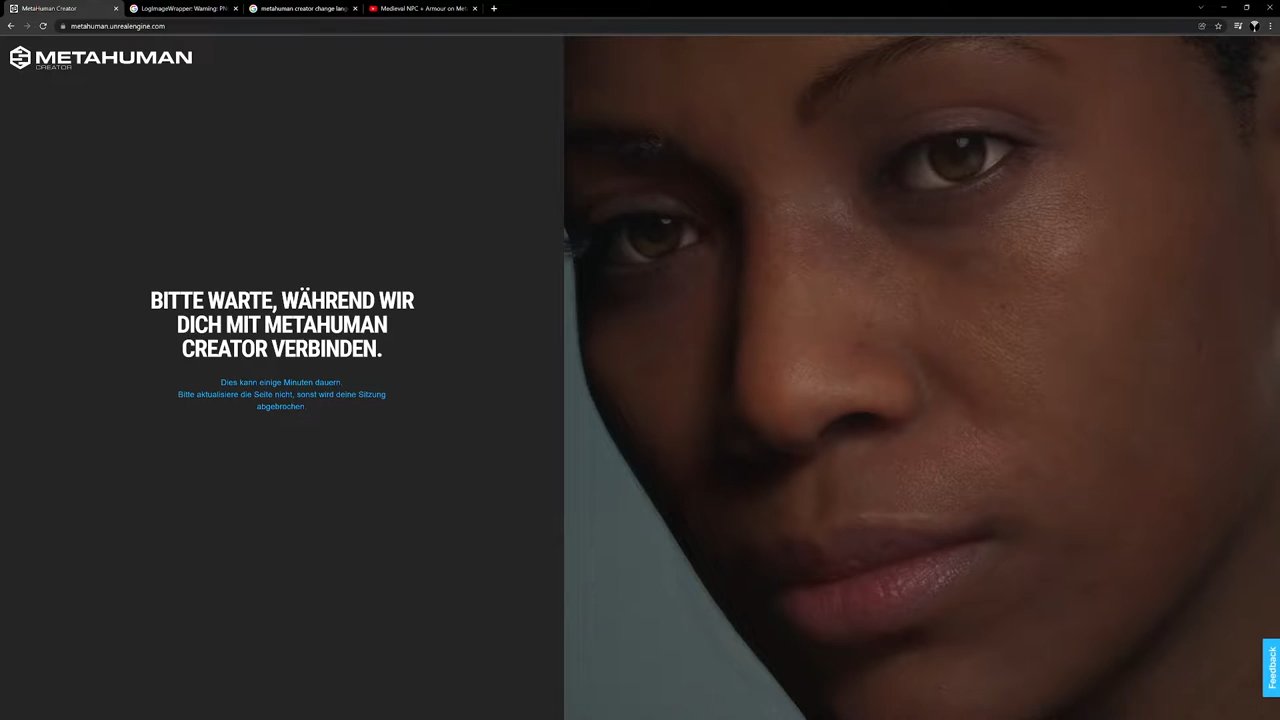 MetaHuman Creator
LogImageWrapper: Warning: PN
metahuman creator change lang
Medieval NPC + Armour on Met
metahuman.unrealengine.com
METAHUMAN
CREATOR
BITTE WARTE, WÄHREND WIR
DICH MIT METAHUMAN
CREATOR VERBINDEN.
Dies kann einige Minuten dauern.
Bitte aktualisiere die Seite nicht, sonst wird deine Sitzung
abgebrochen.
Feedback